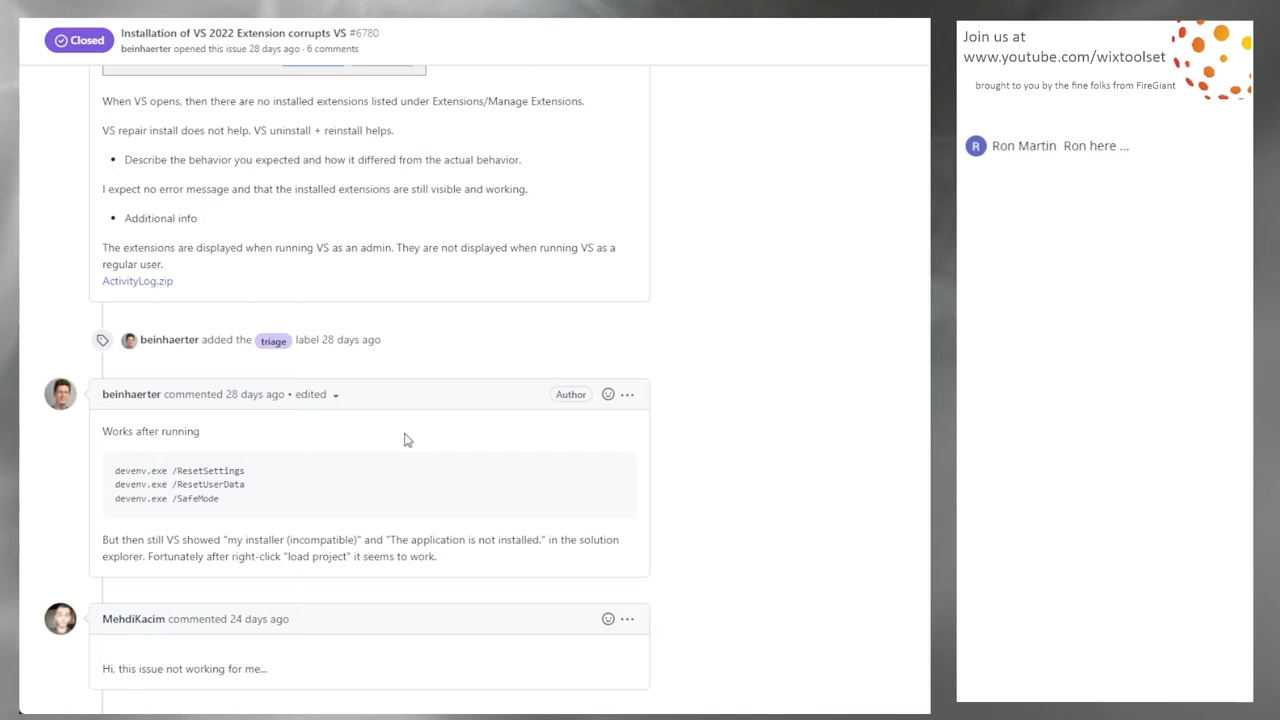 Closed
Installation of VS 2022 Extension corrupts VS #6780
beinhaerter opened this issue 28 days ago · 6 comments
When VS opens, then there are no installed extensions listed under Extensions/Manage Extensions.
VS repair install does not help. VS uninstall + reinstall helps.
• Describe the behavior you expected and how it differed from the actual behavior.
I expect no error message and that the installed extensions are still visible and working.
• Additional info
The extensions are displayed when running VS as an admin. They are not displayed when running VS as a
regular user.
ActivityLog.zip
beinhaerter added the triage label 28 days ago
beinhaerter commented 28 days ago • edited
Author
Works after running
devenv.exe /ResetSettings
devenv.exe /ResetUserData
devenv.exe /SafeMode
But then still VS showed "my installer (incompatible)" and "The application is not installed." in the solution
explorer. Fortunately after right-click "load project" it seems to work.
MehdiKacim commented 24 days ago
Hi, this issue not working for me...
Join us at
www.youtube.com/wixtoolset
brought to you by the fine folks from FireGiant
R Ron Martin Ron here ...